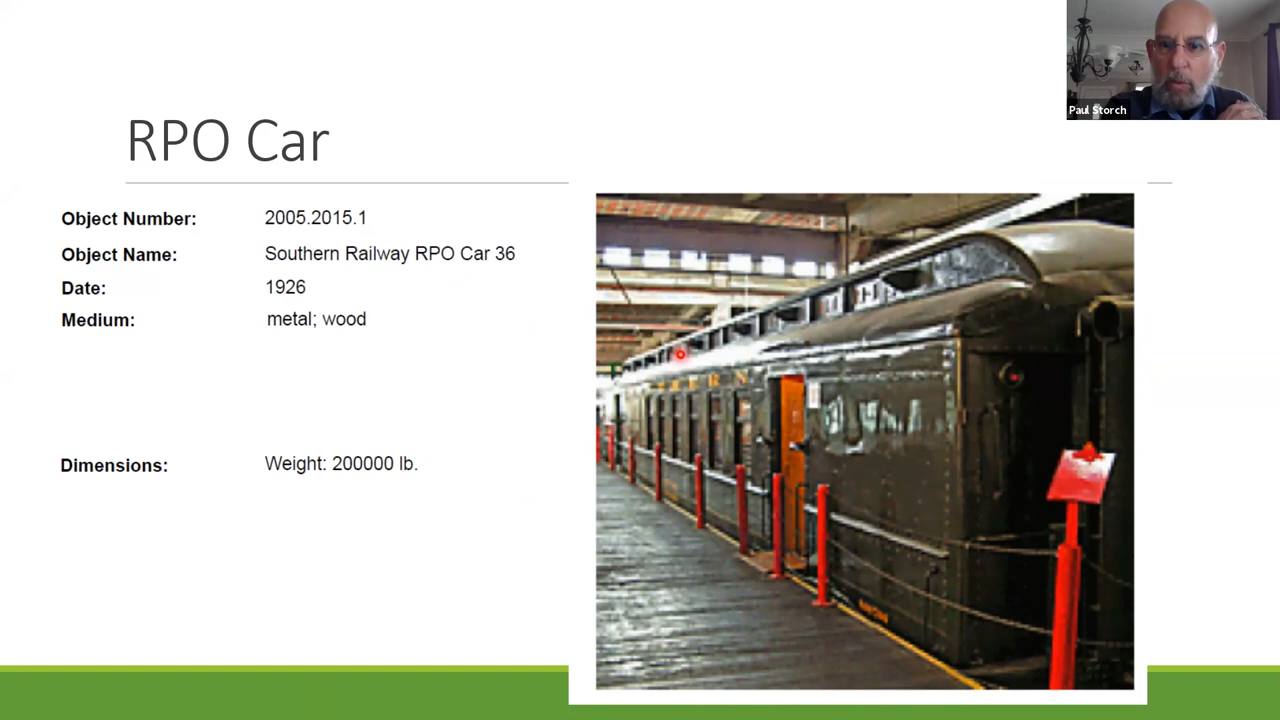 Paul Storch
RPO Car
Object Number: 2005.2015.1
Object Name: Southern Railway RPO Car 36
Date: 1926
Medium: metal; wood
Dimensions: Weight: 200000 lb.